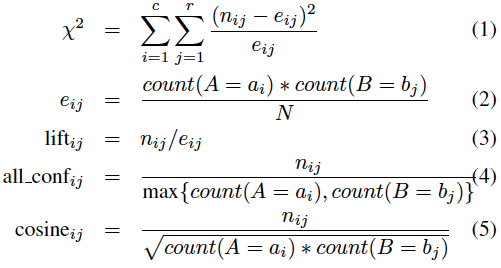 χ² = ∑_{i=1}^{c} ∑_{j=1}^{r} (n_{ij} − e_{ij})² / e_{ij} (1)
e_{ij} = count(A = a_i) ∗ count(B = b_j) / N (2)
lift_{ij} = n_{ij}/e_{ij} (3)
all_conf_{ij} = n_{ij} / max{count(A = a_i), count(B = b_j)} (4)
cosine_{ij} = n_{ij} / √(count(A = a_i) ∗ count(B = b_j)) (5)